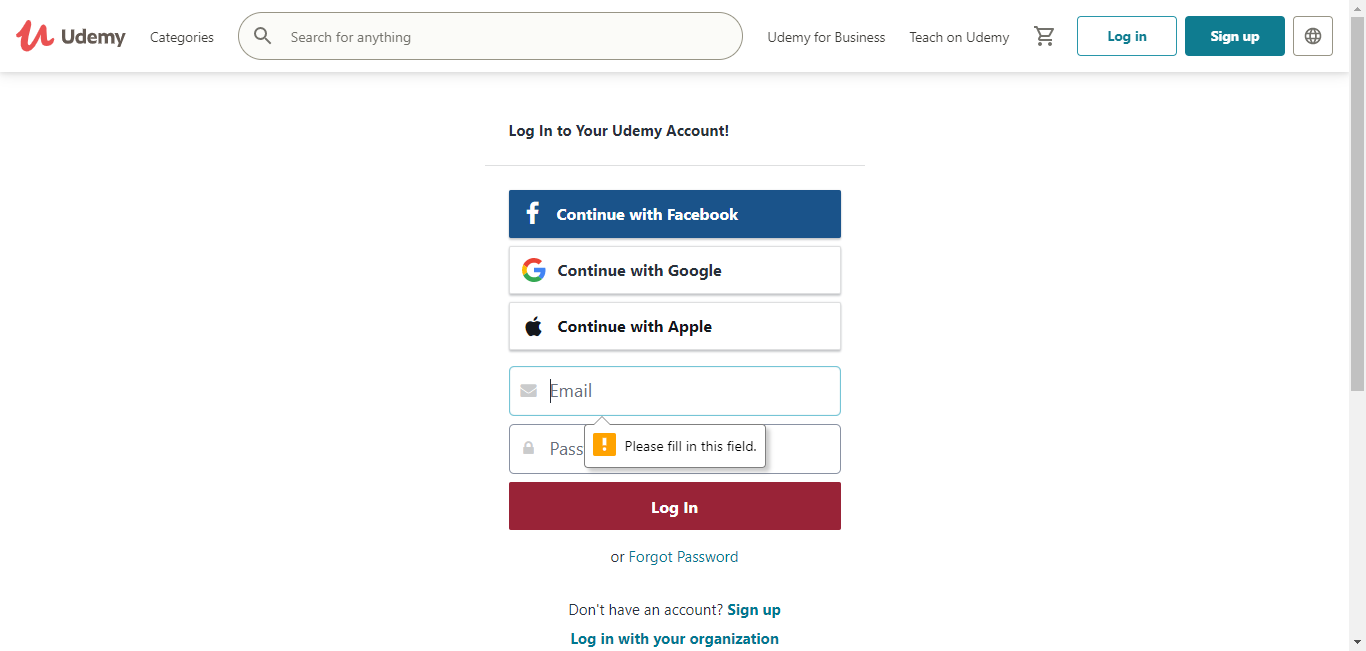 Udemy
Categories
Search for anything
Udemy for Business
Teach on Udemy
Log in
Sign up
Log In to Your Udemy Account!
Continue with Facebook
Continue with Google
Continue with Apple
Email
Pass
Please fill in this field.
Log In
or Forgot Password
Don't have an account? Sign up
Log in with your organization